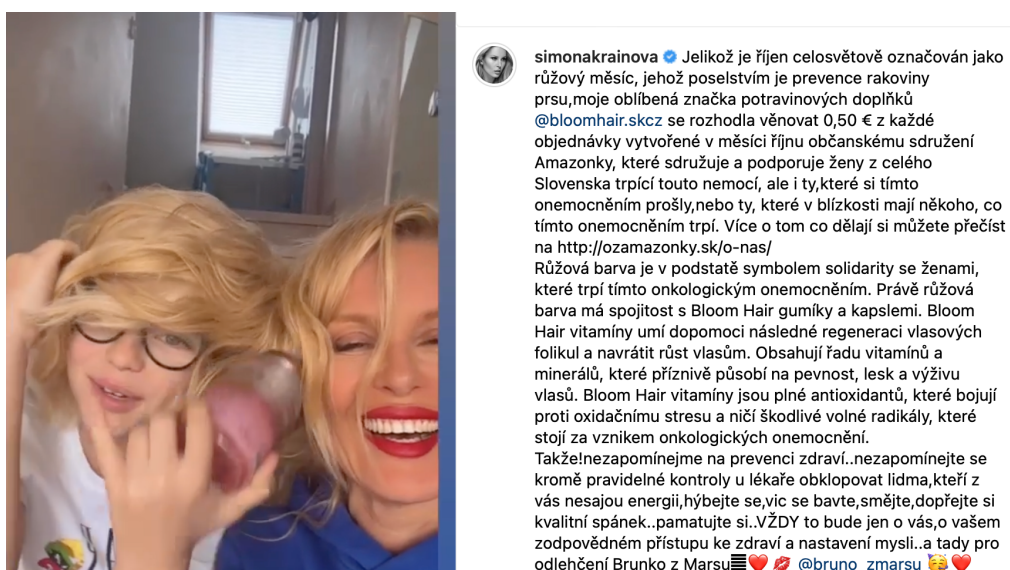 simonakrainova Jelikož je říjen celosvětově označován jako
růžový měsíc, jehož poselstvím je prevence rakoviny
prsu,moje oblíbená značka potravinových doplňků
@bloomhair.skcz se rozhodla věnovat 0,50 € z každé
objednávky vytvořené v měsíci říjnu občanskému sdružení
Amazonky, které sdružuje a podporuje ženy z celého
Slovenska trpící touto nemocí, ale i ty,které si tímto
onemocněním prošly,nebo ty, které v blízkosti mají někoho, co
tímto onemocněním trpí. Více o tom co dělají si můžete přečíst
na http://ozamazonky.sk/o-nas/
Růžová barva je v podstatě symbolem solidarity se ženami,
které trpí tímto onkologickým onemocněním. Právě růžová
barva má spojitost s Bloom Hair gumíky a kapslemi. Bloom
Hair vitamíny umí dopomoci následné regeneraci vlasových
folikul a navrátit růst vlasům. Obsahují řadu vitamínů a
minerálů, které příznivě působí na pevnost, lesk a výživu
vlasů. Bloom Hair vitamíny jsou plné antioxidantů, které bojují
proti oxidačnímu stresu a ničí škodlivé volné radikály, které
stojí za vznikem onkologických onemocnění.
Takže!nezapomínejme na prevenci zdraví..nezapomínejte se
kromě pravidelné kontroly u lékaře obklopovat lidma,kteří z
vás nesajou energii,hýbejte se,vic se bavte,smějte,dopřejte si
kvalitní spánek..pamatujte si..VŽDY to bude jen o vás,o vašem
zodpovědném přístupu ke zdraví a nastavení mysli..a tady pro
odlehčení Brunko z Marsu𝌆❤️💋 @bruno_zmarsu 🥳❤️